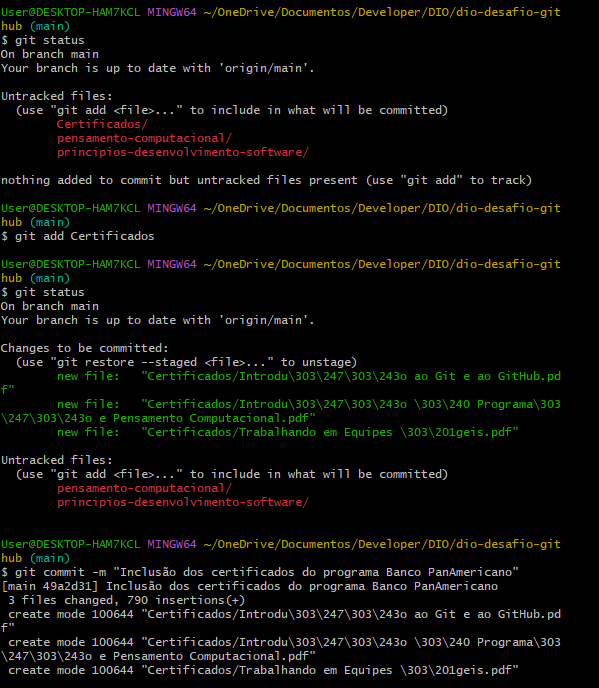 User@DESKTOP-HAM7KCL MINGW64 ~/OneDrive/Documentos/Developer/DIO/dio-desafio-git
hub (main)
$ git status
On branch main
Your branch is up to date with 'origin/main'.
Untracked files:
  (use "git add <file>..." to include in what will be committed)
        Certificados/
        pensamento-computacional/
        principios-desenvolvimento-software/
nothing added to commit but untracked files present (use "git add" to track)
User@DESKTOP-HAM7KCL MINGW64 ~/OneDrive/Documentos/Developer/DIO/dio-desafio-git
hub (main)
$ git add Certificados
User@DESKTOP-HAM7KCL MINGW64 ~/OneDrive/Documentos/Developer/DIO/dio-desafio-git
hub (main)
$ git status
On branch main
Your branch is up to date with 'origin/main'.
Changes to be committed:
  (use "git restore --staged <file>..." to unstage)
        new file:   "Certificados/Introdu\303\247\303\243o ao Git e ao GitHub.pd
f"
        new file:   "Certificados/Introdu\303\247\303\243o \303\240 Programa\303
\247\303\243o e Pensamento Computacional.pdf"
        new file:   "Certificados/Trabalhando em Equipes \303\201geis.pdf"
Untracked files:
  (use "git add <file>..." to include in what will be committed)
        pensamento-computacional/
        principios-desenvolvimento-software/
User@DESKTOP-HAM7KCL MINGW64 ~/OneDrive/Documentos/Developer/DIO/dio-desafio-git
hub (main)
$ git commit -m "Inclusão dos certificados do programa Banco PanAmericano"
[main 49a2d31] Inclusão dos certificados do programa Banco PanAmericano
 3 files changed, 790 insertions(+)
 create mode 100644 "Certificados/Introdu\303\247\303\243o ao Git e ao GitHub.pd
f"
 create mode 100644 "Certificados/Introdu\303\247\303\243o \303\240 Programa\303
\247\303\243o e Pensamento Computacional.pdf"
 create mode 100644 "Certificados/Trabalhando em Equipes \303\201geis.pdf"